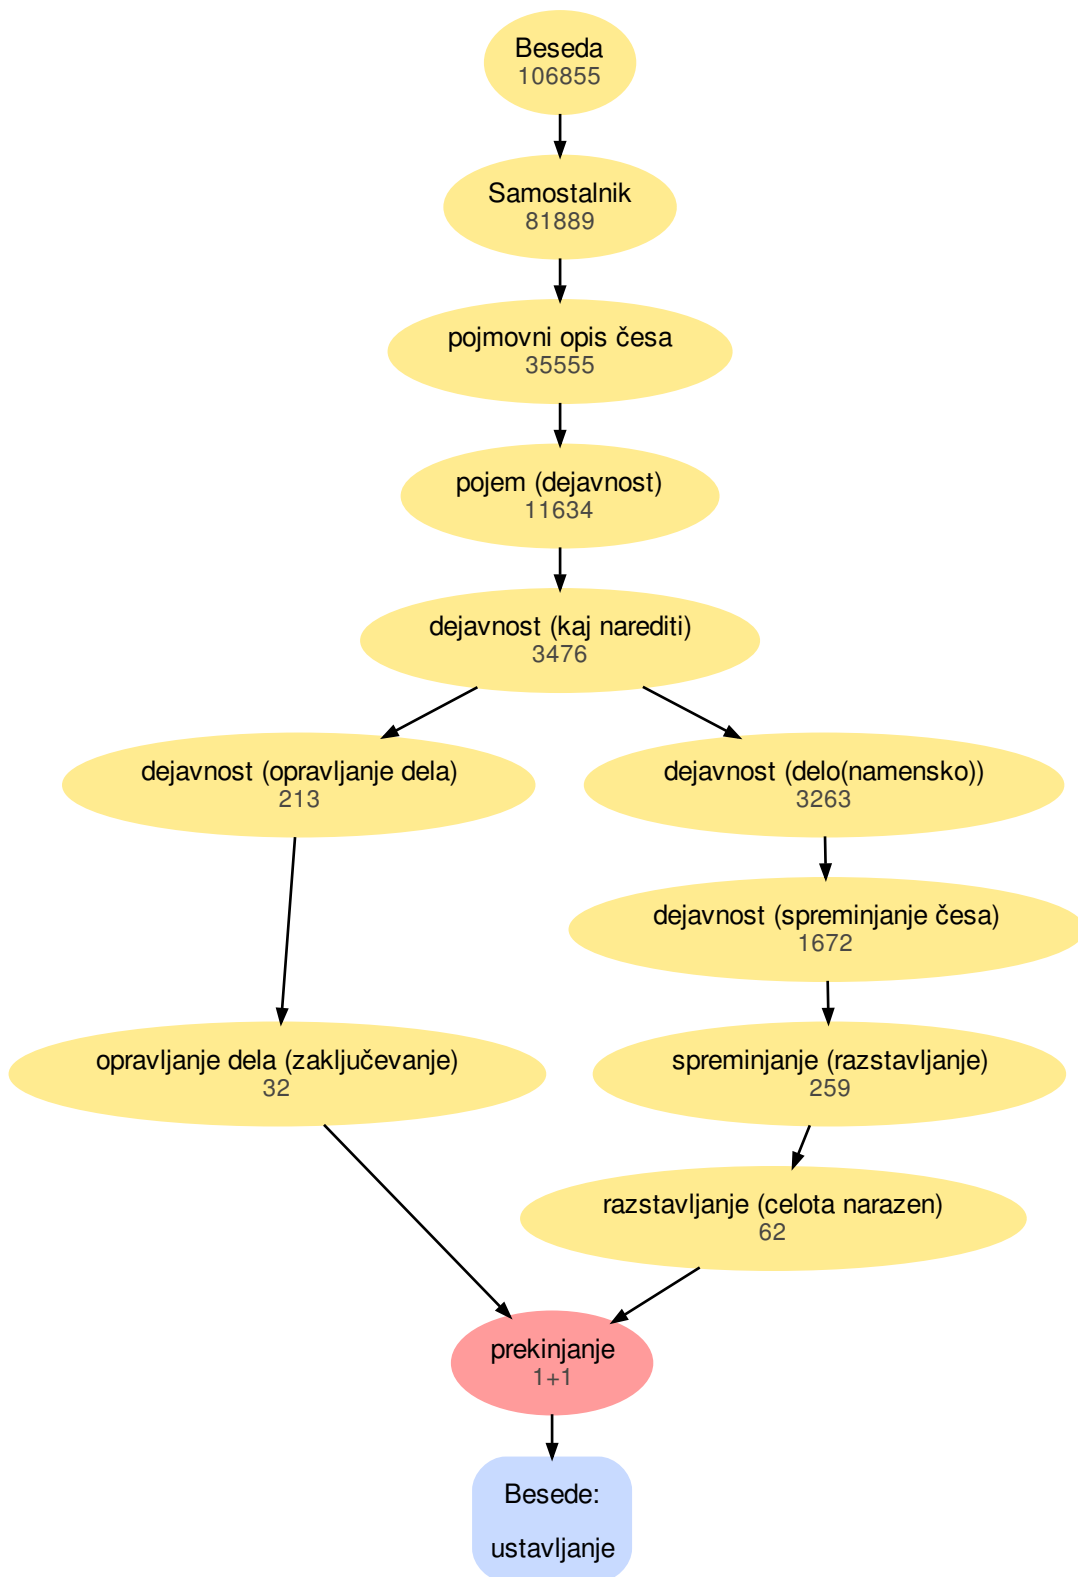 Beseda
106855
Samostalnik
81889
pojmovni opis česa
35555
pojem (dejavnost)
11634
dejavnost (kaj narediti)
3476
dejavnost (opravljanje dela)
213
dejavnost (delo(namensko))
3263
dejavnost (spreminjanje česa)
1672
opravljanje dela (zaključevanje)
32
spreminjanje (razstavljanje)
259
razstavljanje (celota narazen)
62
prekinjanje
1+1
Besede:
ustavljanje